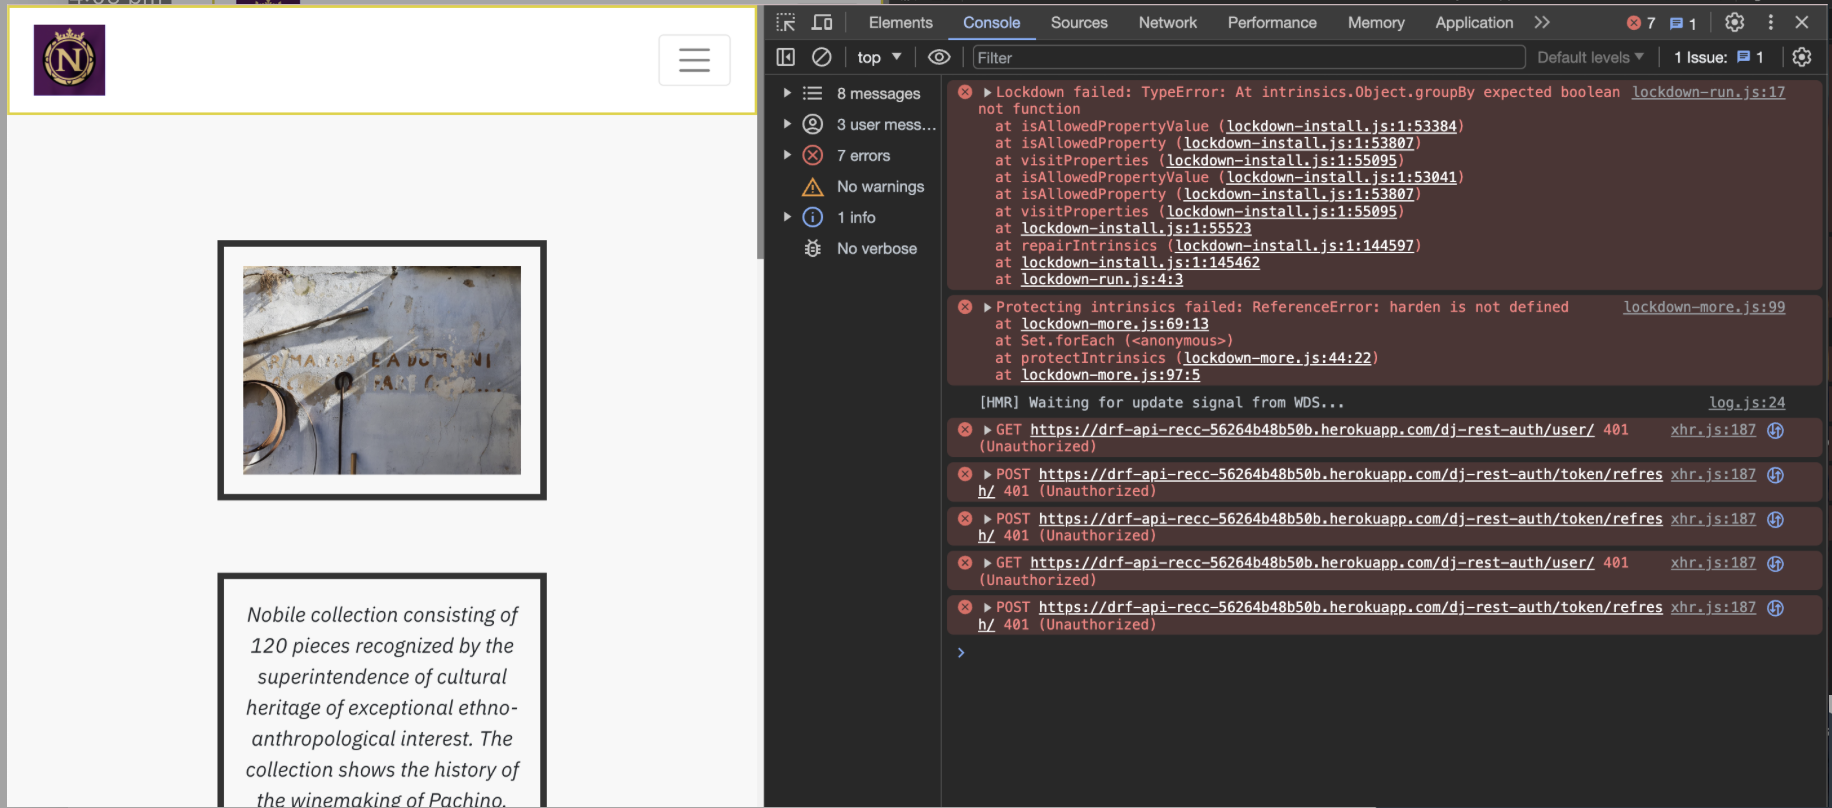 N
AMARA E A DOMANI
Nobile collection consisting of
120 pieces recognized by the
superintendence of cultural
heritage of exceptional ethno-
anthropological interest. The
collection shows the history of
the winemaking of Pachino,
Elements Console Sources Network Performance Memory Application 7 1
top Filter Default levels 1 Issue: 1
8 messages
3 user mess...
7 errors
No warnings
1 info
No verbose
Lockdown failed: TypeError: At intrinsics.Object.groupBy expected boolean lockdown-run.js:17
not function
at isAllowedPropertyValue (lockdown-install.js:1:53384)
at isAllowedProperty (lockdown-install.js:1:53807)
at visitProperties (lockdown-install.js:1:55095)
at isAllowedPropertyValue (lockdown-install.js:1:53041)
at isAllowedProperty (lockdown-install.js:1:53807)
at visitProperties (lockdown-install.js:1:55095)
at lockdown-install.js:1:55523
at repairIntrinsics (lockdown-install.js:1:144597)
at lockdown-install.js:1:145462
at lockdown-run.js:4:3
Protecting intrinsics failed: ReferenceError: harden is not defined lockdown-more.js:99
at lockdown-more.js:69:13
at Set.forEach (<anonymous>)
at protectIntrinsics (lockdown-more.js:44:22)
at lockdown-more.js:97:5
[HMR] Waiting for update signal from WDS... log.js:24
GET https://drf-api-recc-56264b48b50b.herokuapp.com/dj-rest-auth/user/ 401 xhr.js:187
(Unauthorized)
POST https://drf-api-recc-56264b48b50b.herokuapp.com/dj-rest-auth/token/refres xhr.js:187
h/ 401 (Unauthorized)
POST https://drf-api-recc-56264b48b50b.herokuapp.com/dj-rest-auth/token/refres xhr.js:187
h/ 401 (Unauthorized)
GET https://drf-api-recc-56264b48b50b.herokuapp.com/dj-rest-auth/user/ 401 xhr.js:187
(Unauthorized)
POST https://drf-api-recc-56264b48b50b.herokuapp.com/dj-rest-auth/token/refres xhr.js:187
h/ 401 (Unauthorized)